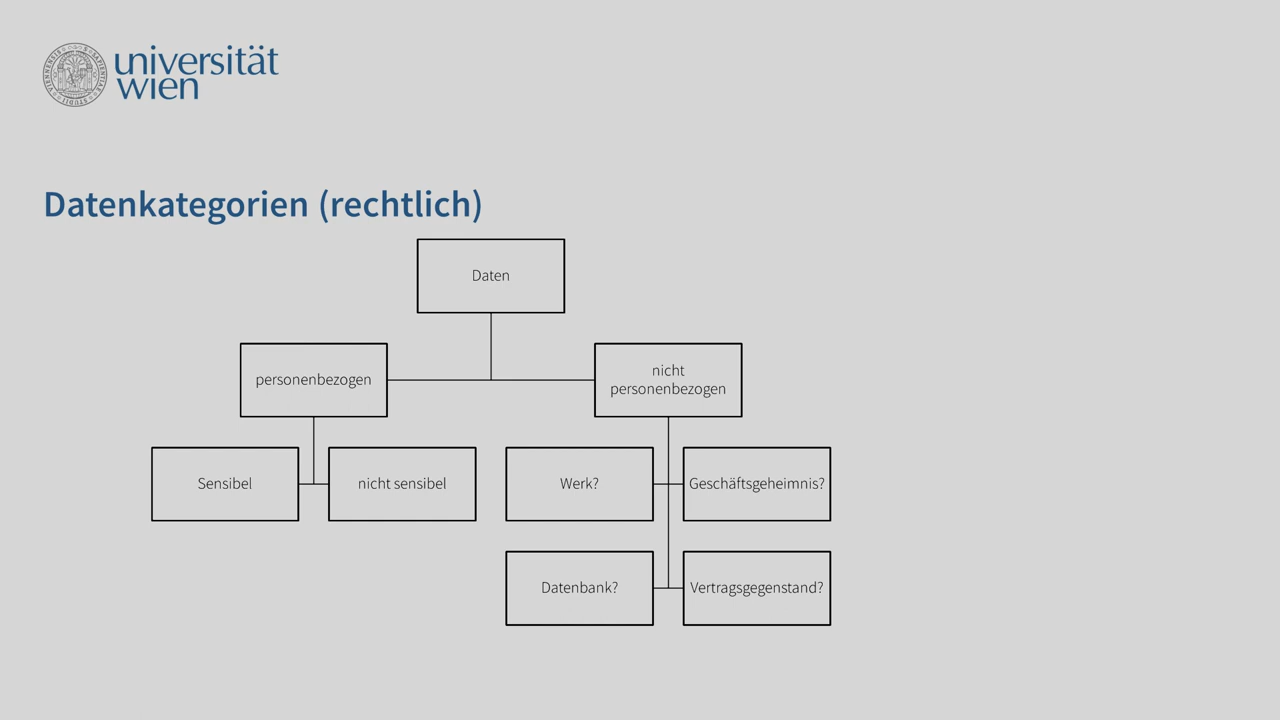 universität
wien
Datenkategorien (rechtlich)
Daten
personenbezogen
nicht
personenbezogen
Sensibel
nicht sensibel
Werk?
Geschäftsgeheimnis?
Datenbank?
Vertragsgegenstand?